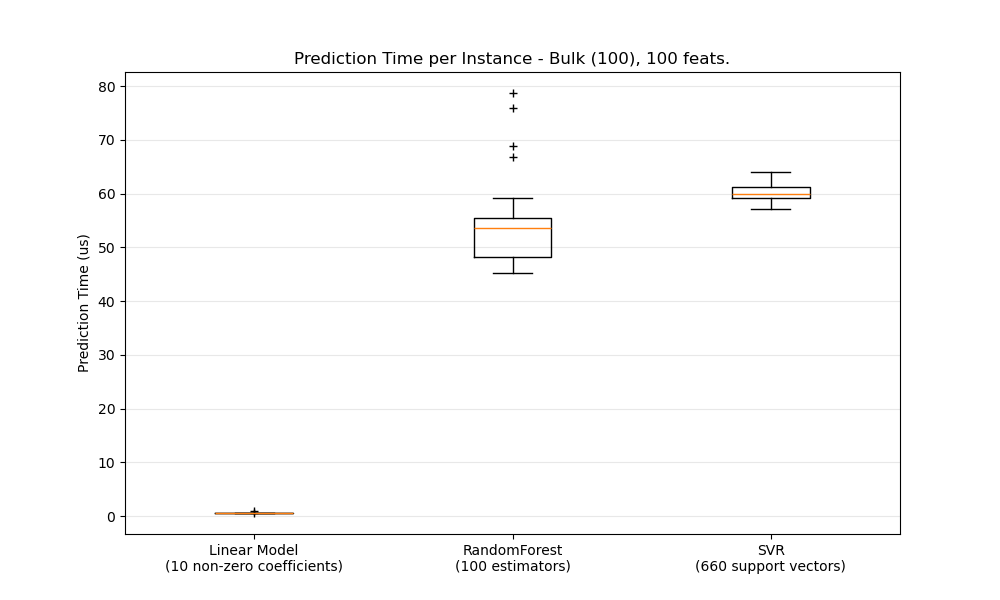 Prediction Time per Instance - Bulk (100), 100 feats.
Prediction Time (us)
80
70
60
50
40
30
20
10
0
Linear Model
(10 non-zero coefficients)
RandomForest
(100 estimators)
SVR
(660 support vectors)